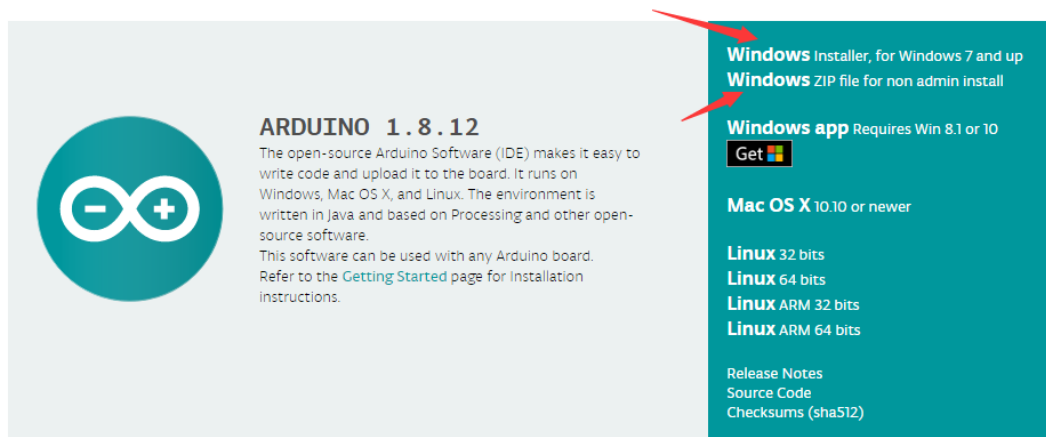 ARDUINO 1.8.12
The open-source Arduino Software (IDE) makes it easy to
write code and upload it to the board. It runs on
Windows, Mac OS X, and Linux. The environment is
written in Java and based on Processing and other open-
source software.
This software can be used with any Arduino board.
Refer to the Getting Started page for Installation
instructions.
Windows Installer, for Windows 7 and up
Windows ZIP file for non admin install
Windows app Requires Win 8.1 or 10
Get
Mac OS X 10.10 or newer
Linux 32 bits
Linux 64 bits
Linux ARM 32 bits
Linux ARM 64 bits
Release Notes
Source Code
Checksums (sha512)